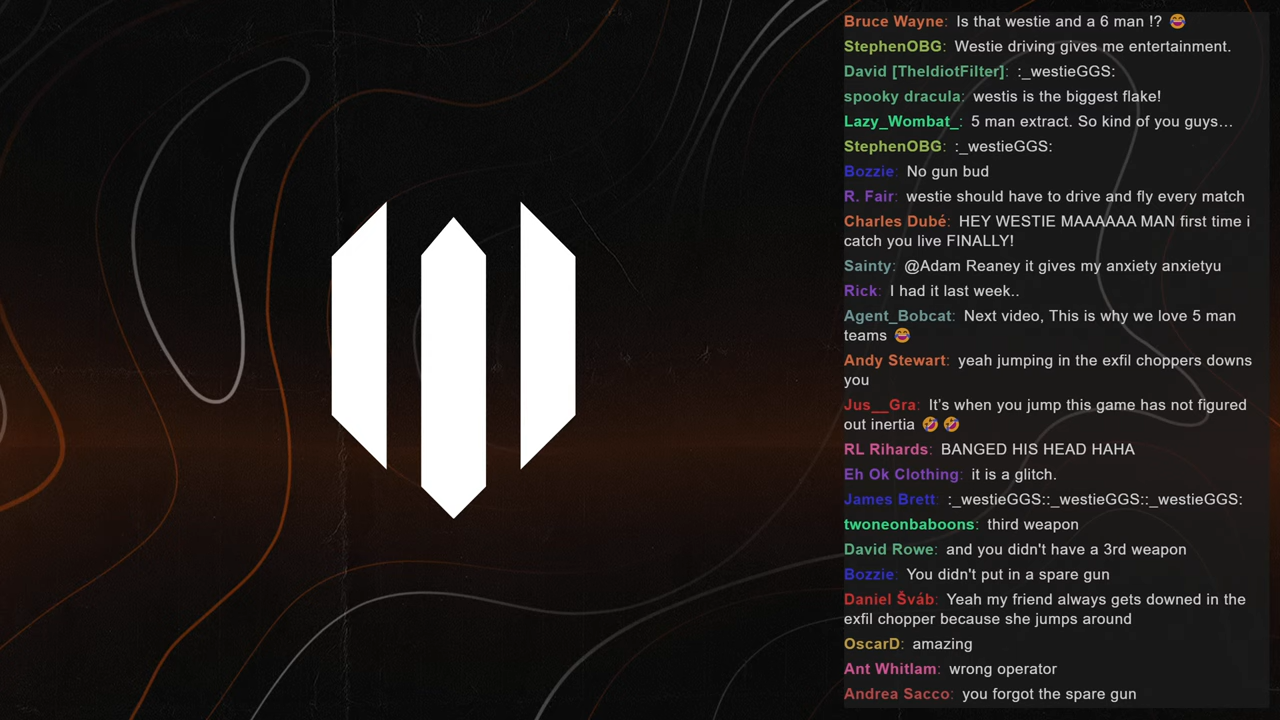 Bruce Wayne: Is that westie and a 6 man !? 😂
StephenOBG: Westie driving gives me entertainment.
David [TheIdiotFilter]: :_westieGGS:
spooky dracula: westis is the biggest flake!
Lazy_Wombat_: 5 man extract. So kind of you guys…
StephenOBG: :_westieGGS:
Bozzie: No gun bud
R. Fair: westie should have to drive and fly every match
Charles Dubé: HEY WESTIE MAAAAAA MAN first time i
catch you live FINALLY!
Sainty: @Adam Reaney it gives my anxiety anxietyu
Rick: I had it last week..
Agent_Bobcat: Next video, This is why we love 5 man
teams 😂
Andy Stewart: yeah jumping in the exfil choppers downs
you
Jus__Gra: It’s when you jump this game has not figured
out inertia 🤣 🤣
RL Rihards: BANGED HIS HEAD HAHA
Eh Ok Clothing: it is a glitch.
James Brett: :_westieGGS::_westieGGS::_westieGGS:
twoneonbaboons: third weapon
David Rowe: and you didn't have a 3rd weapon
Bozzie: You didn't put in a spare gun
Daniel Šváb: Yeah my friend always gets downed in the
exfil chopper because she jumps around
OscarD: amazing
Ant Whitlam: wrong operator
Andrea Sacco: you forgot the spare gun